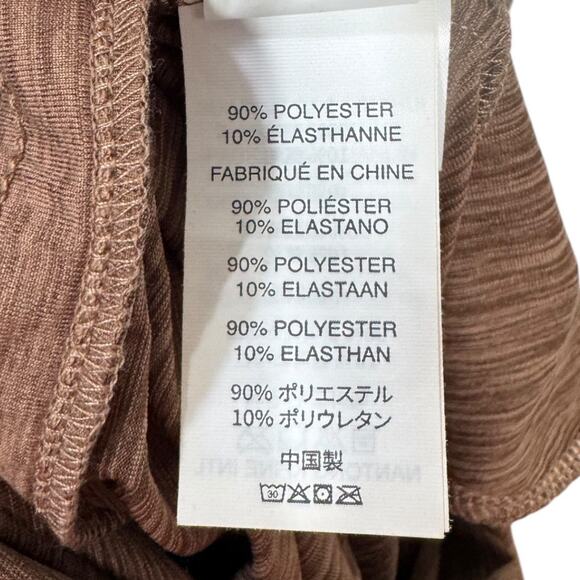 90% POLYESTER
10% ÉLASTHANNE
FABRIQUÉ EN CHINE
90% POLIÉSTER
10% ELASTANO
90% POLYESTER
10% ELASTAAN
90% POLYESTER
10% ELASTHAN
90% ポリエステル
10% ポリウレタン
中国製
30